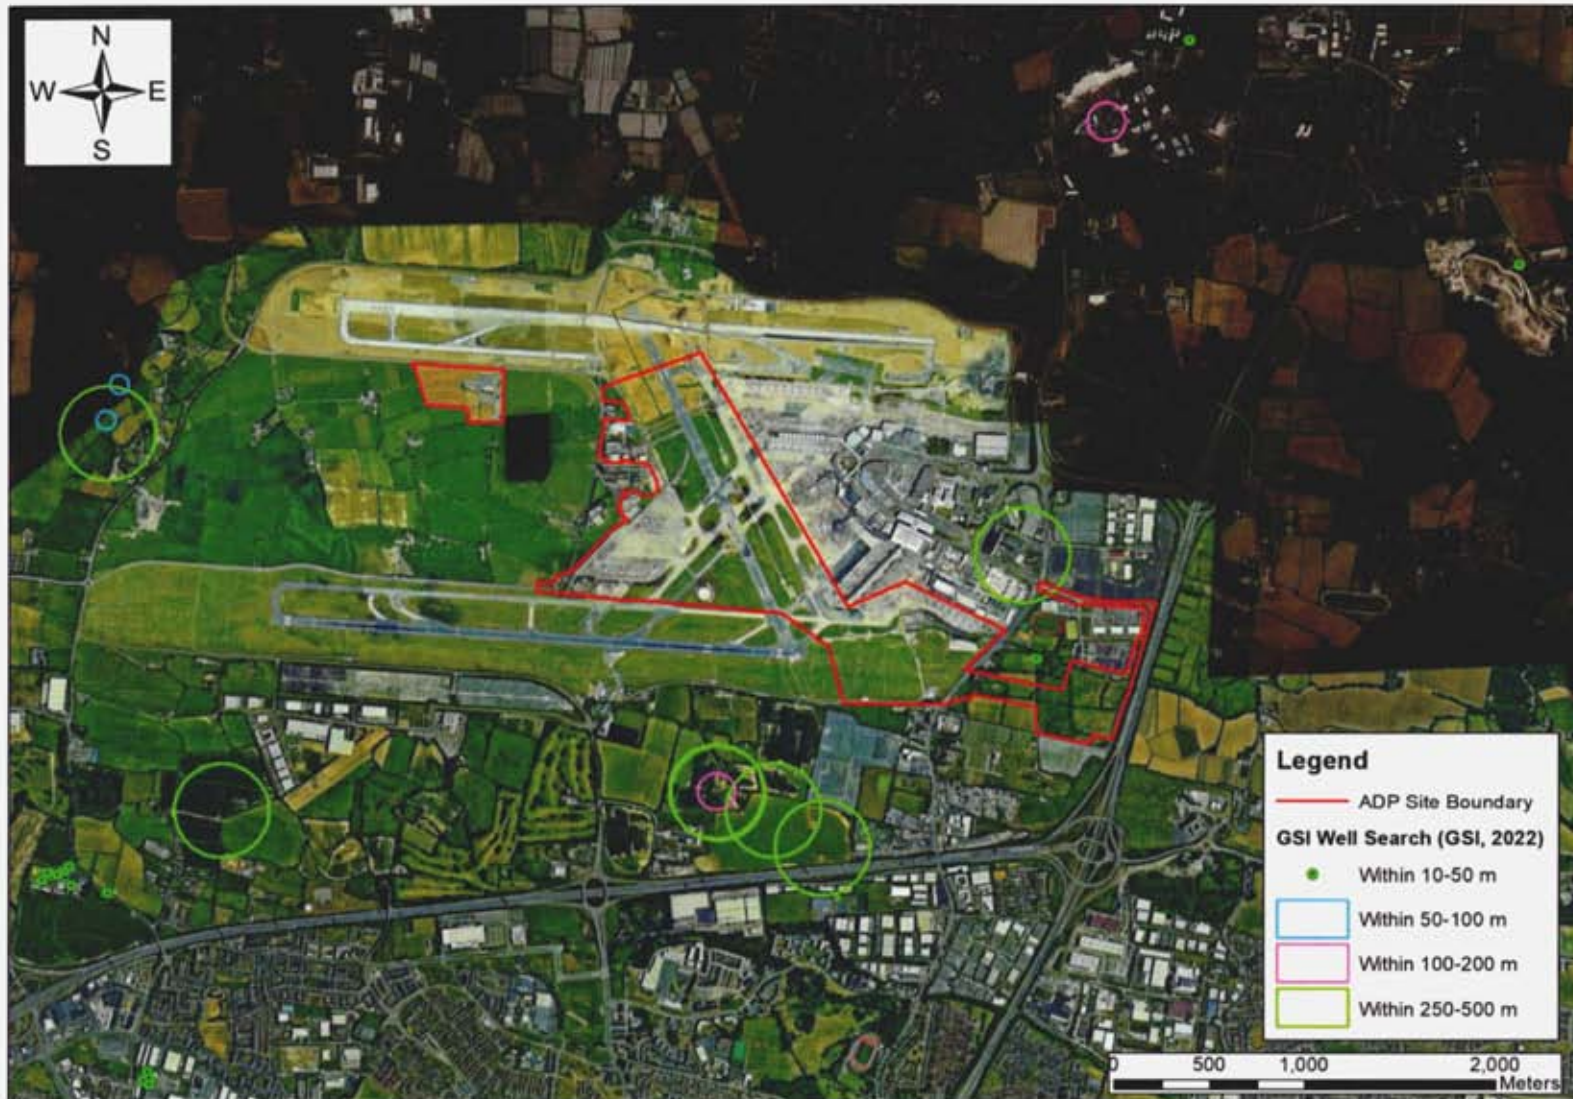 N
W E
S
Legend
ADP Site Boundary
GSI Well Search (GSI, 2022)
Within 10-50 m
Within 50-100 m
Within 100-200 m
Within 250-500 m
0 500 1,000 2,000
Meters